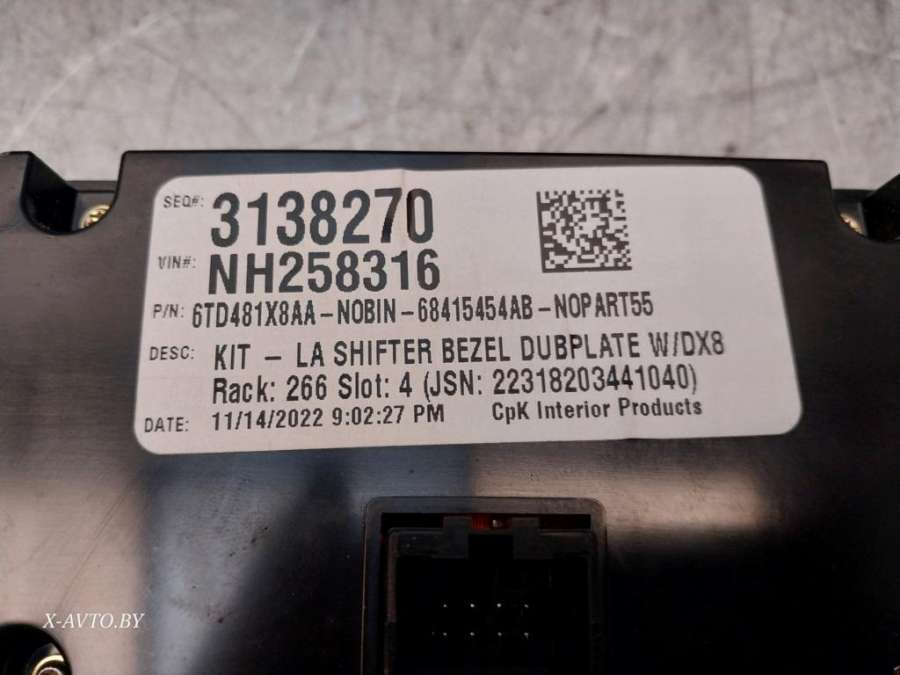 SEQ#: 3138270
VIN#: NH258316
P/N: 6TD481X8AA-NOBIN-68415454AB-NOPART55
DESC: KIT - LA SHIFTER BEZEL DUBPLATE W/DX8
Rack: 266 Slot: 4 (JSN: 22318203441040)
DATE: 11/14/2022 9:02:27 PM CpK Interior Products
X-AVTO.BY